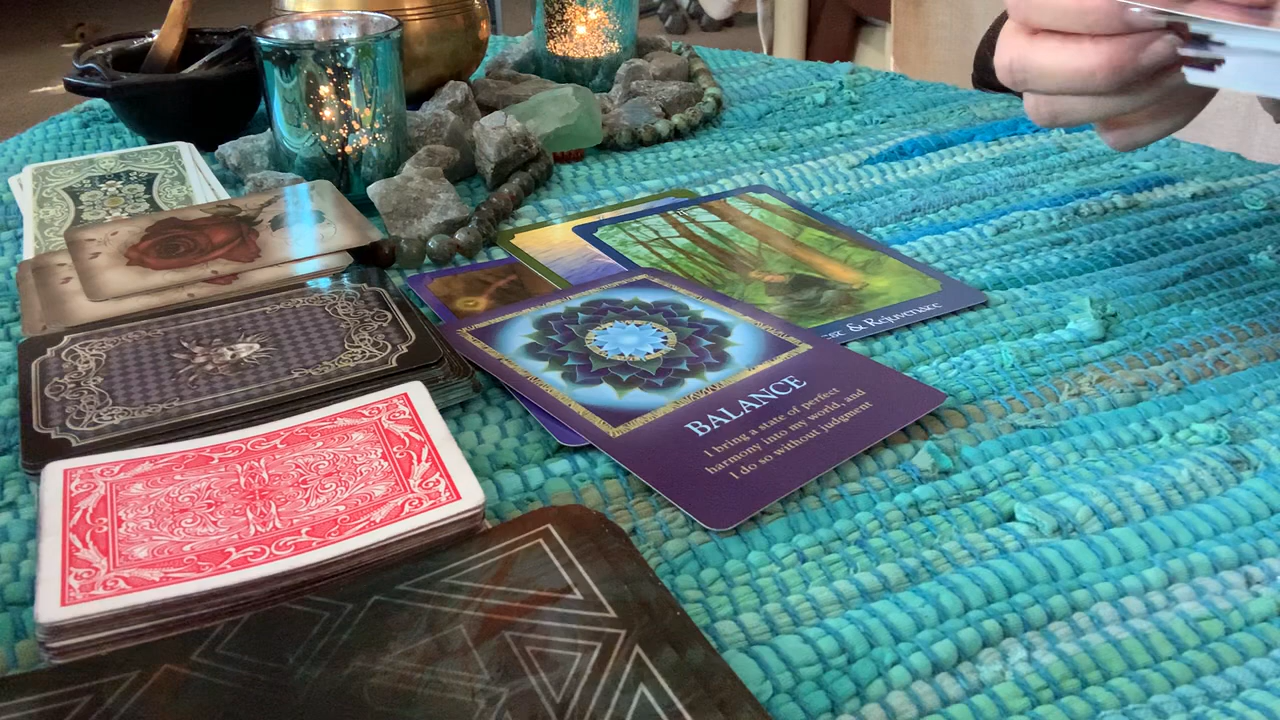 & Rejuvenate
BALANCE
I bring a state of perfect
harmony into my world, and
I do so without judgment